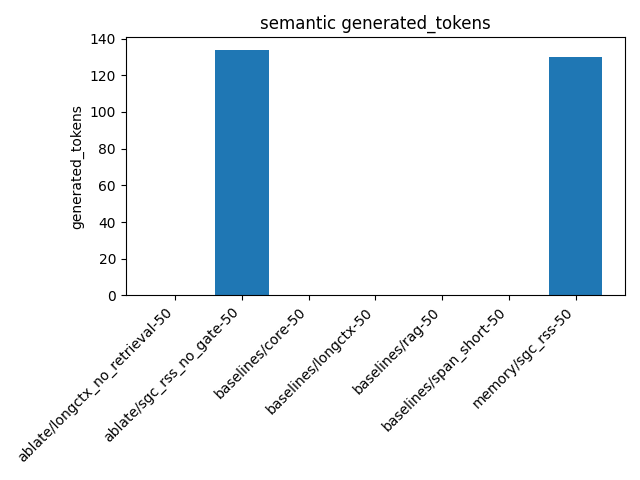 semantic generated_tokens
generated_tokens
140
120
100
80
60
40
20
0
ablate/longctx_no_retrieval-50
ablate/sgc_rss_no_gate-50
baselines/core-50
baselines/longctx-50
baselines/rag-50
baselines/span_short-50
memory/sgc_rss-50